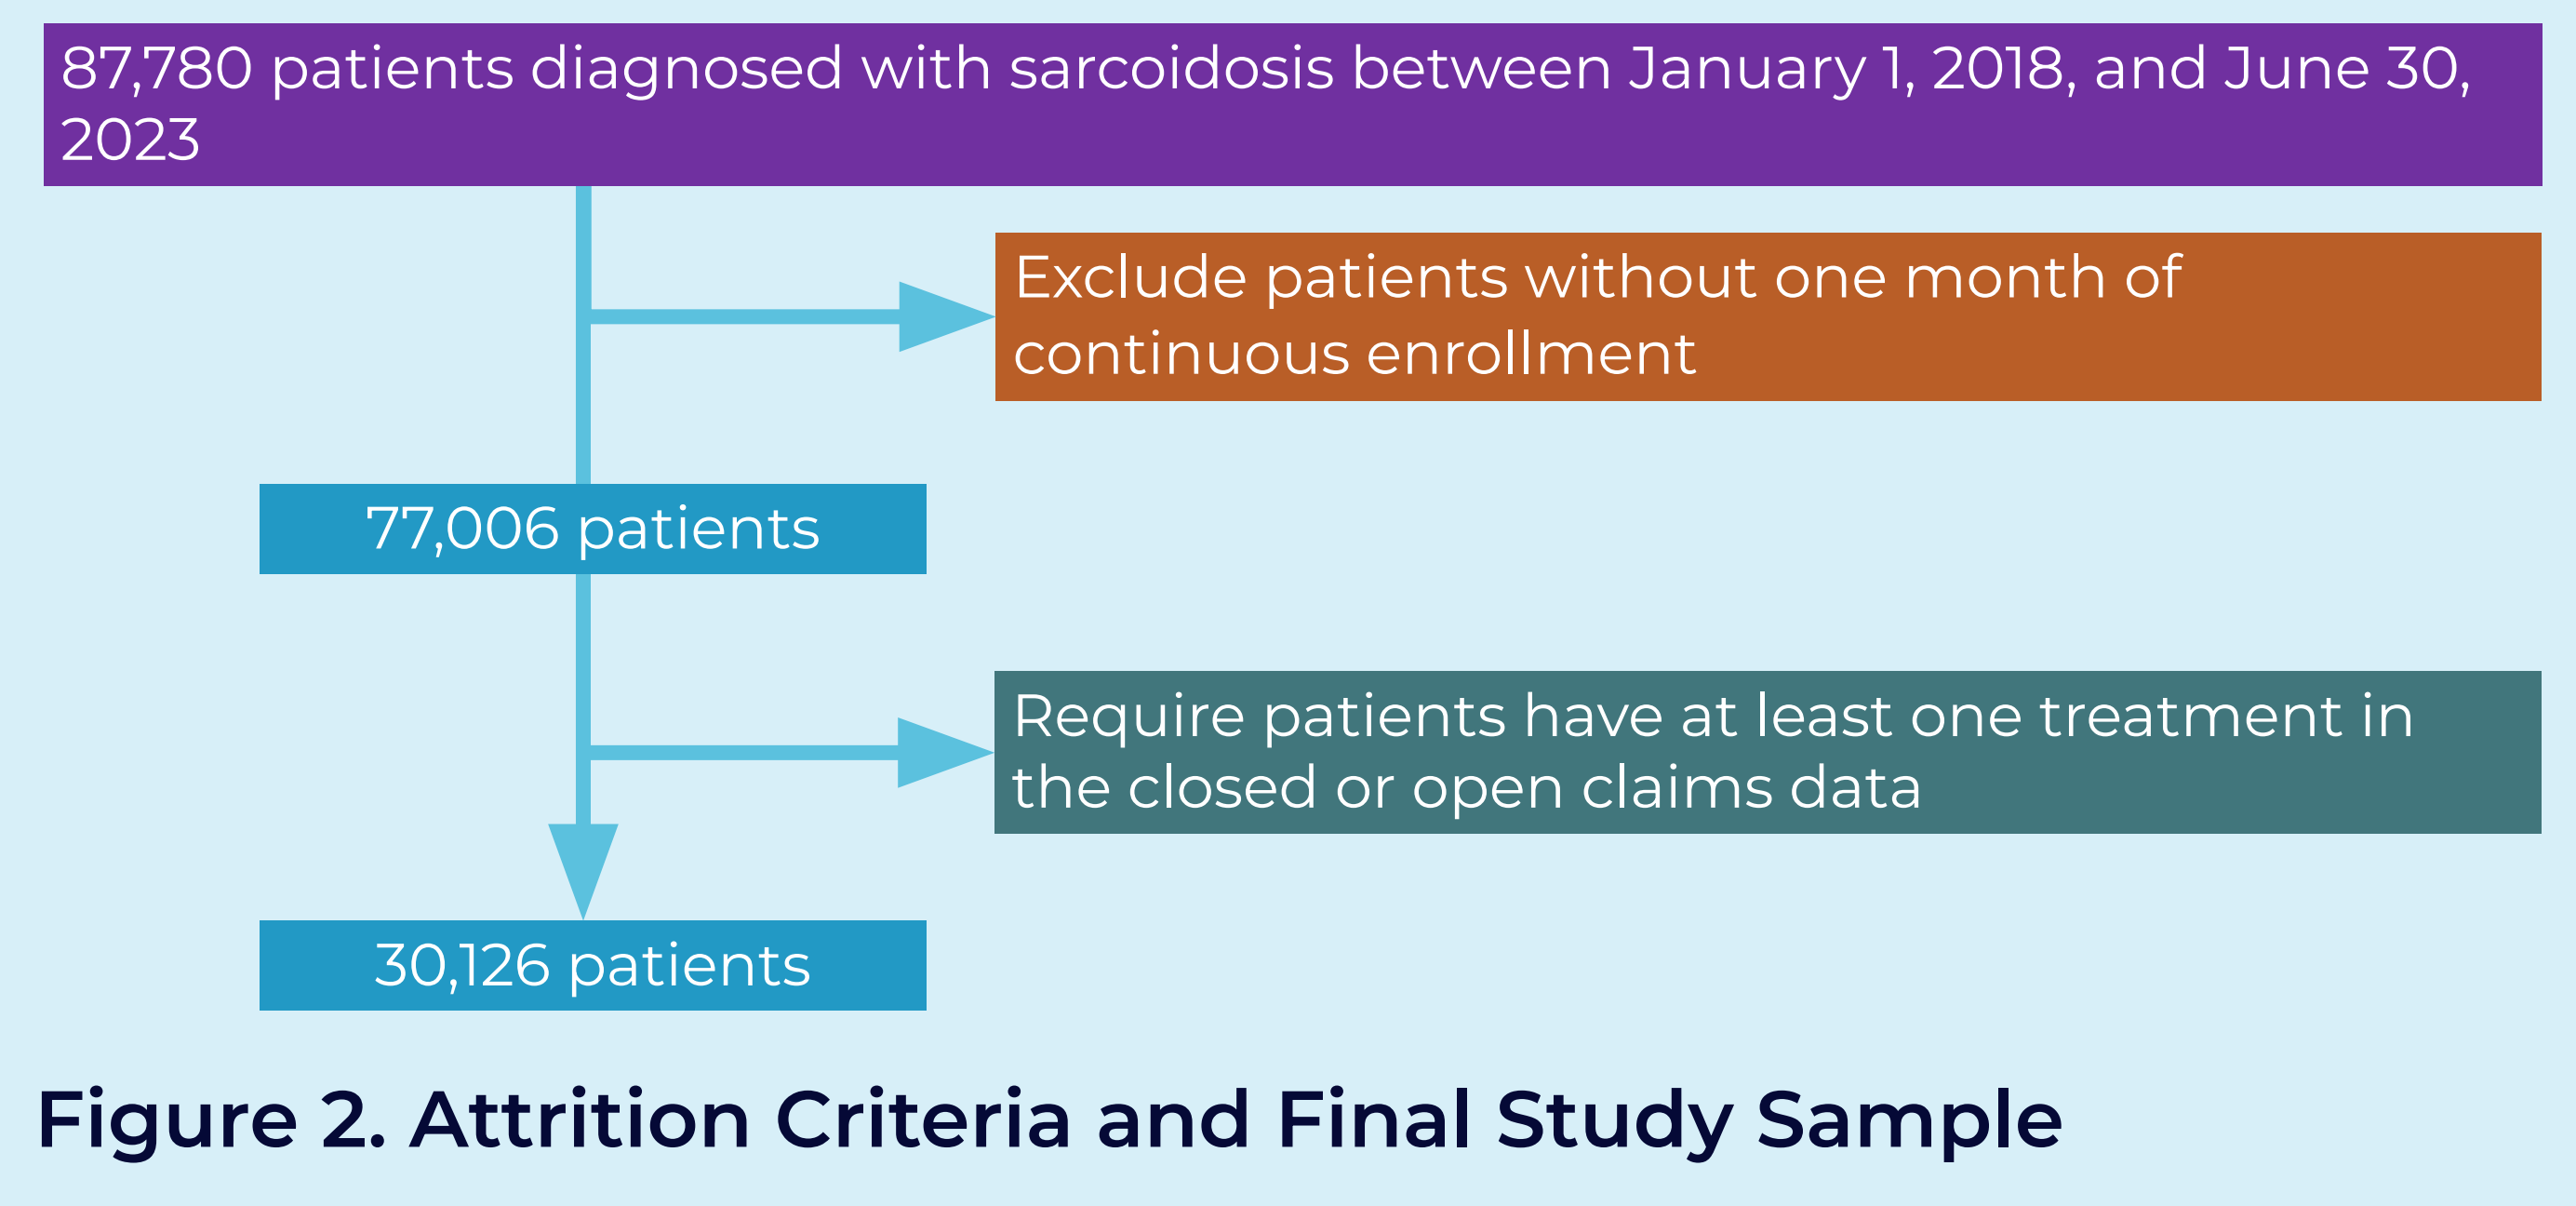 87,780 patients diagnosed with sarcoidosis between January 1, 2018, and June 30,
2023
Exclude patients without one month of
continuous enrollment
77,006 patients
Require patients have at least one treatment in
the closed or open claims data
30,126 patients
Figure 2. Attrition Criteria and Final Study Sample